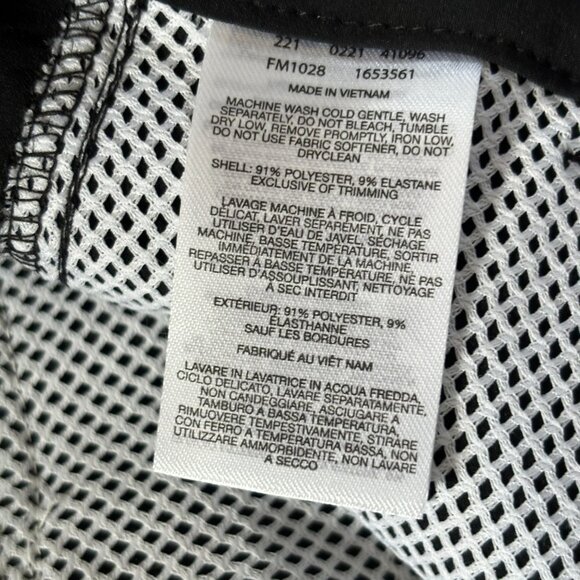 221 0221 41096
FM1028 1653561
MADE IN VIETNAM
MACHINE WASH COLD GENTLE, WASH
SEPARATELY, DO NOT BLEACH, TUMBLE
DRY LOW, REMOVE PROMPTLY, IRON LOW,
DO NOT USE FABRIC SOFTENER, DO NOT
DRYCLEAN
SHELL: 91% POLYESTER, 9% ELASTANE
EXCLUSIVE OF TRIMMING
LAVAGE MACHINE À FROID, CYCLE
DÉLICAT, LAVER SÉPARÉMENT, NE PAS
UTILISER D'EAU DE JAVEL, SÉCHAGE
MACHINE, BASSE TEMPÉRATURE, SORTIR
IMMÉDIATEMENT DE LA MACHINE,
REPASSER À BASSE TEMPÉRATURE, NE PAS
UTILISER D'ASSOUPLISSANT, NETTOYAGE
À SEC INTERDIT
EXTÉRIEUR: 91% POLYESTER, 9%
ÉLASTHANNE
SAUF LES BORDURES
FABRIQUÉ AU VIÊT NAM
LAVARE IN LAVATRICE IN ACQUA FREDDA,
CICLO DELICATO, LAVARE SEPARATAMENTE,
NON CANDEGGIARE, ASCIUGARE A
TAMBURO A BASSA TEMPERATURA,
RIMUOVERE TEMPESTIVAMENTE, STIRARE
CON FERRO A TEMPERATURA BASSA, NON
UTILIZZARE AMMORBIDENTE, NON LAVARE
A SECCO